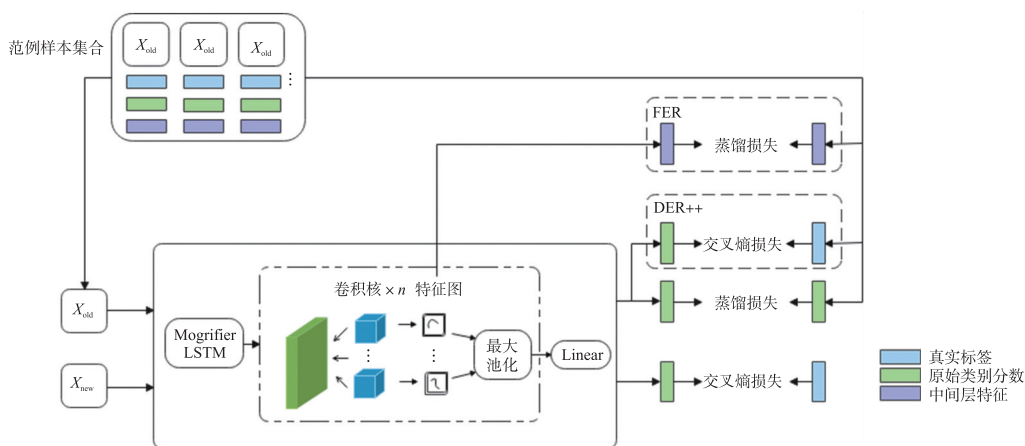 范例样本集合
Xold
Xold
Xold
⋮
FER
蒸馏损失
DER++
交叉熵损失
蒸馏损失
卷积核×n 特征图
Xold
Mogrifier
LSTM
⋮
⋮
最大
池化
Linear
Xnew
交叉熵损失
真实标签
原始类别分数
中间层特征